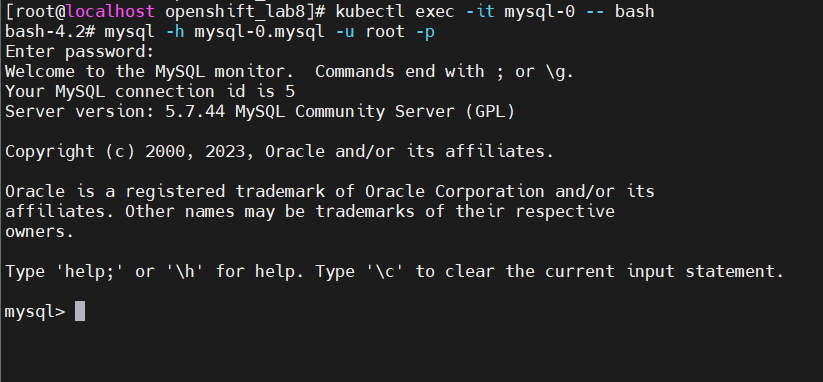 [root@localhost openshift_lab8]# kubectl exec -it mysql-0 -- bash
bash-4.2# mysql -h mysql-0.mysql -u root -p
Enter password:
Welcome to the MySQL monitor.  Commands end with ; or \g.
Your MySQL connection id is 5
Server version: 5.7.44 MySQL Community Server (GPL)
Copyright (c) 2000, 2023, Oracle and/or its affiliates.
Oracle is a registered trademark of Oracle Corporation and/or its
affiliates. Other names may be trademarks of their respective
owners.
Type 'help;' or '\h' for help. Type '\c' to clear the current input statement.
mysql>